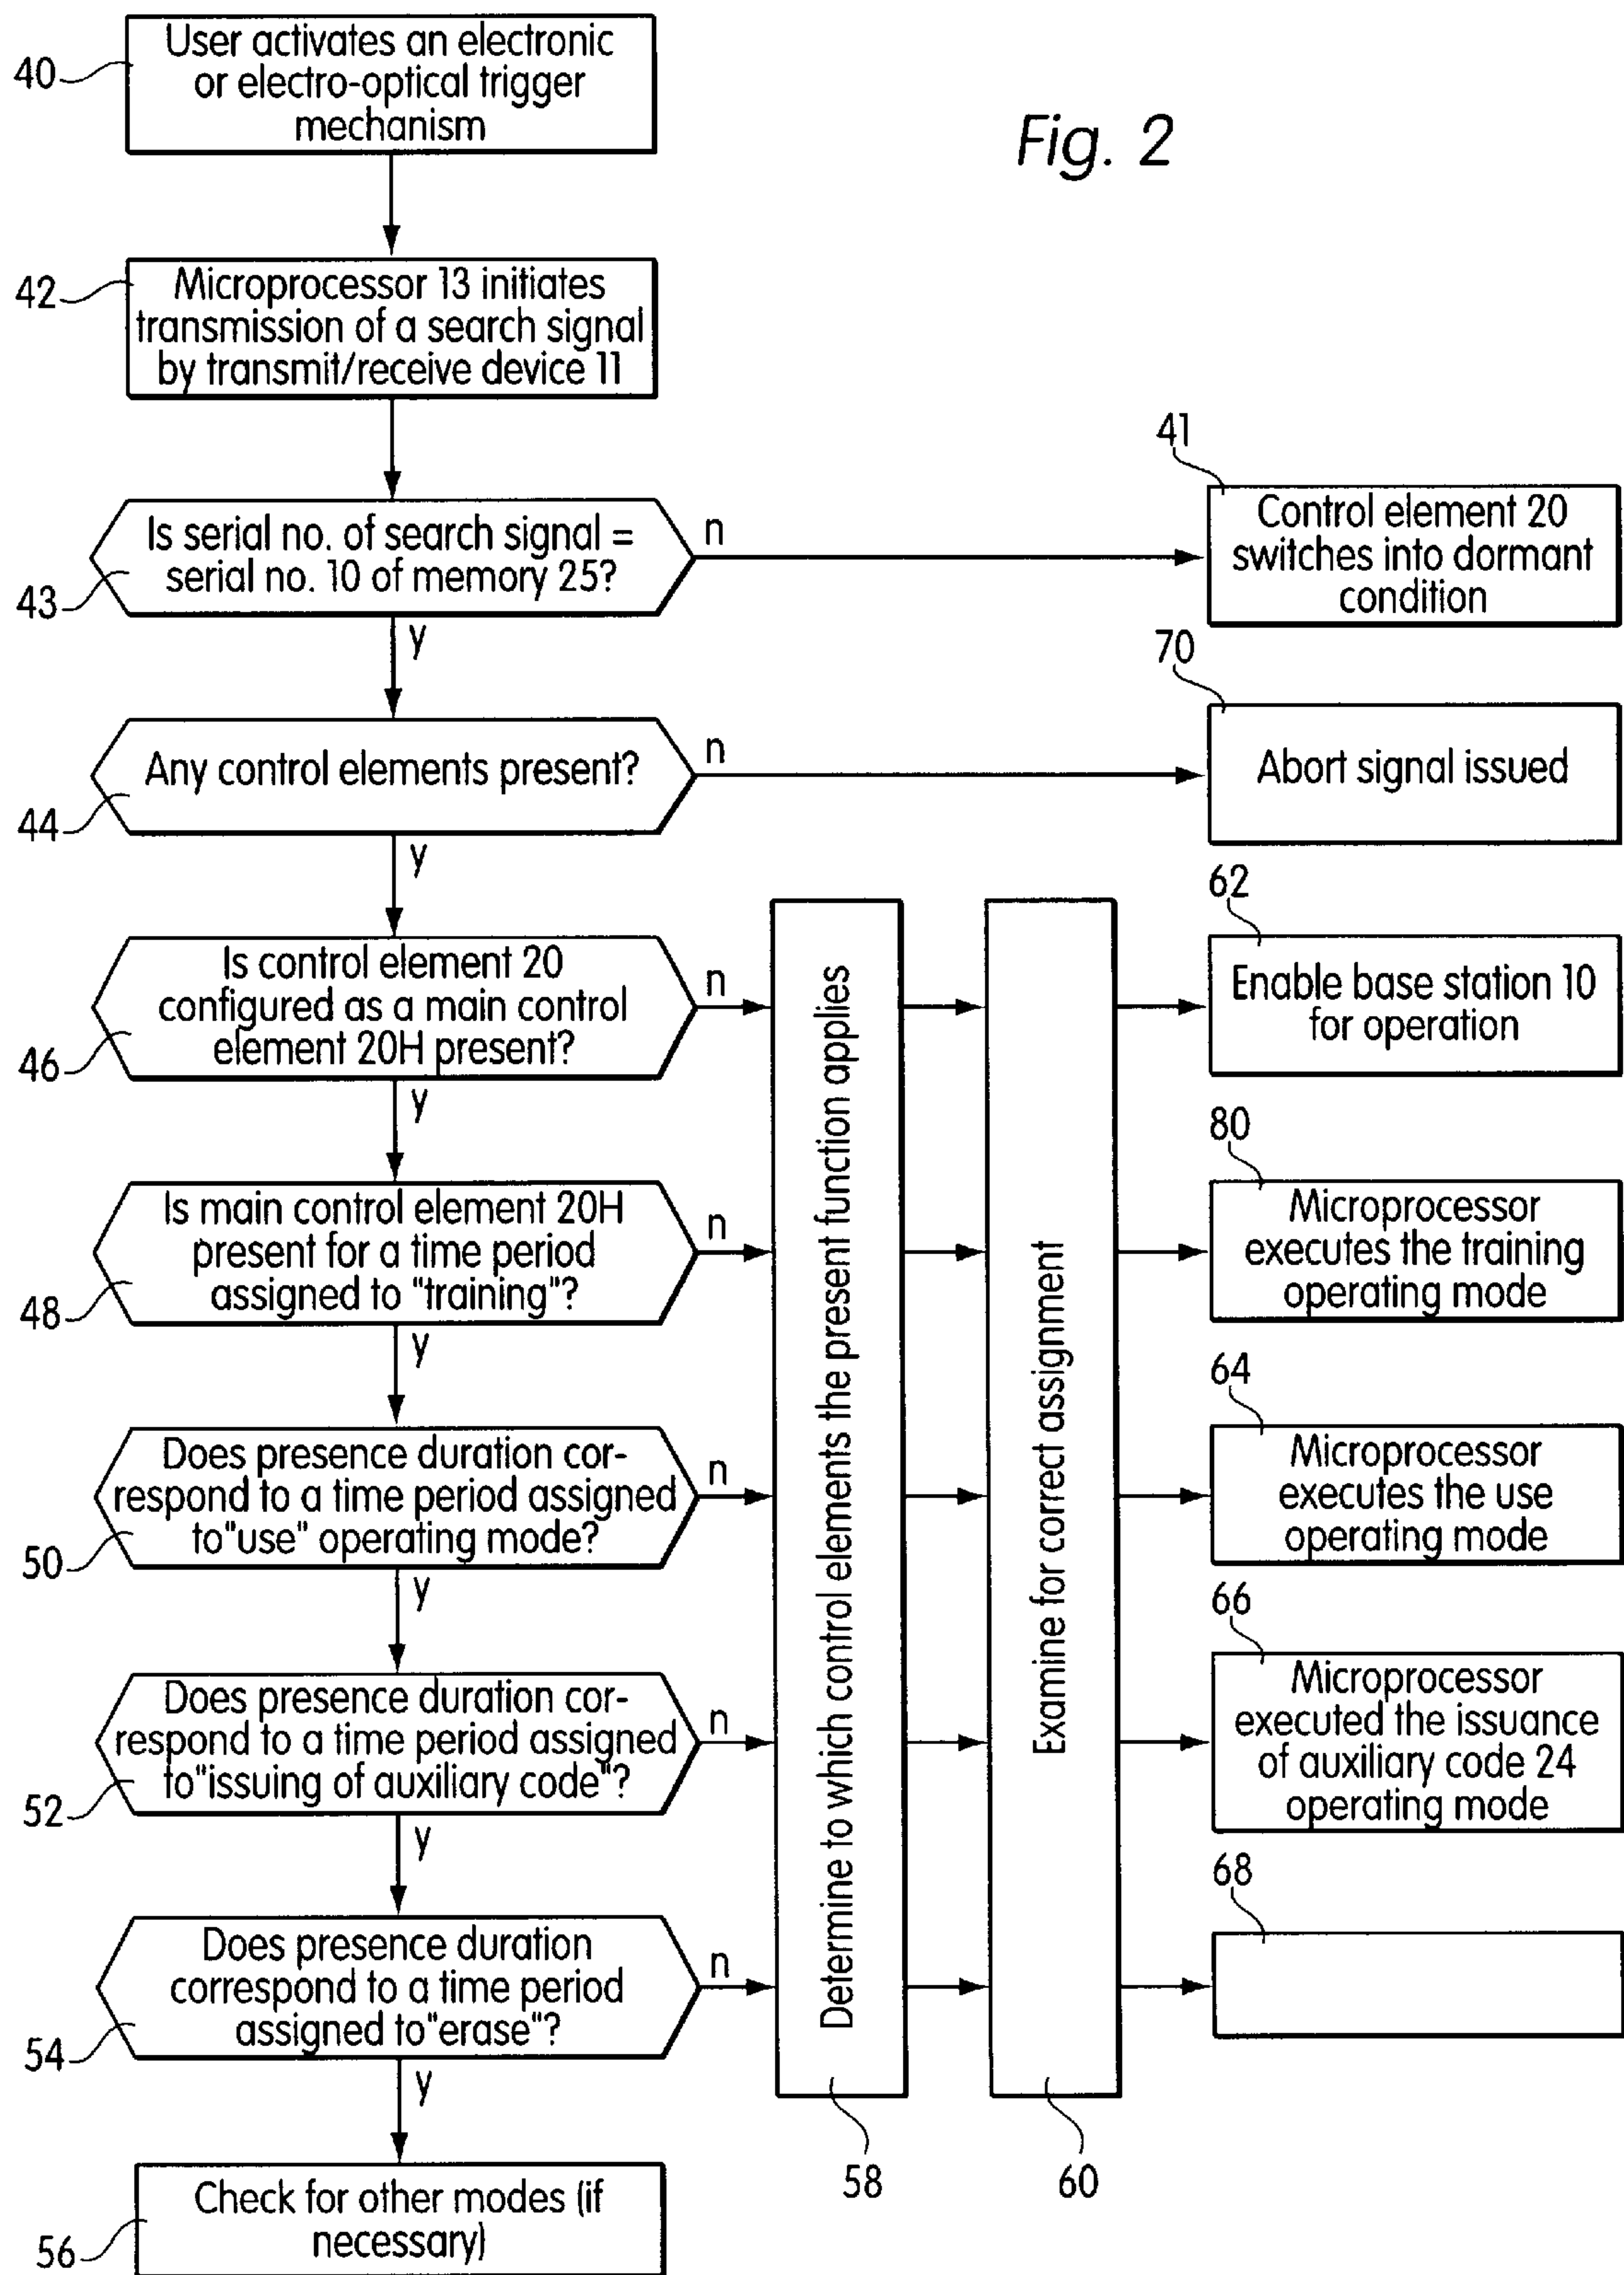 40
User activates an electronic
or electro-optical trigger
mechanism
Fig. 2
42
Microprocessor 13 initiates
transmission of a search signal
by transmit/receive device 11
43
Is serial no. of search signal =
serial no. 10 of memory 25?
n
y
41
Control element 20
switches into dormant
condition
44
Any control elements present?
n
y
70
Abort signal issued
46
Is control element 20
configured as a main control
element 20H present?
n
y
62
Enable base station 10
for operation
48
Is main control element 20H
present for a time period
assigned to "training"?
n
y
80
Microprocessor
executes the training
operating mode
50
Does presence duration cor-
respond to a time period assigned
to"use" operating mode?
n
y
64
Microprocessor
executes the use
operating mode
52
Does presence duration cor-
respond to a time period assigned
to"issuing of auxiliary code"?
n
y
66
Microprocessor
executed the issuance
of auxiliary code 24
operating mode
54
Does presence duration
correspond to a time period
assigned to"erase"?
n
y
68
56
Check for other modes (if
necessary)
Determine to which control elements the present function applies
58
Examine for correct assignment
60